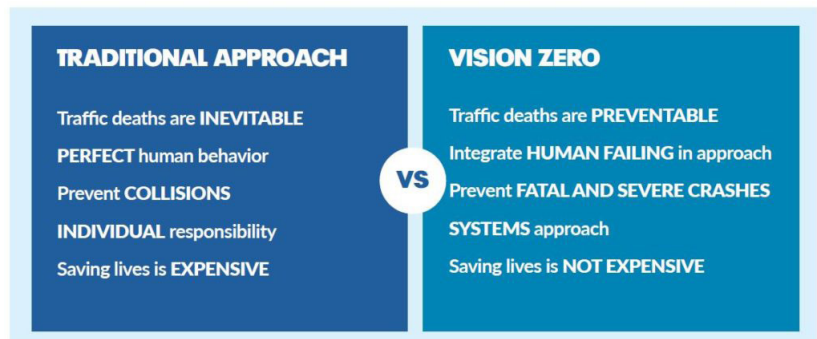 TRADITIONAL APPROACH
Traffic deaths are INEVITABLE
PERFECT human behavior
Prevent COLLISIONS
INDIVIDUAL responsibility
Saving lives is EXPENSIVE
VS
VISION ZERO
Traffic deaths are PREVENTABLE
Integrate HUMAN FAILING in approach
Prevent FATAL AND SEVERE CRASHES
SYSTEMS approach
Saving lives is NOT EXPENSIVE